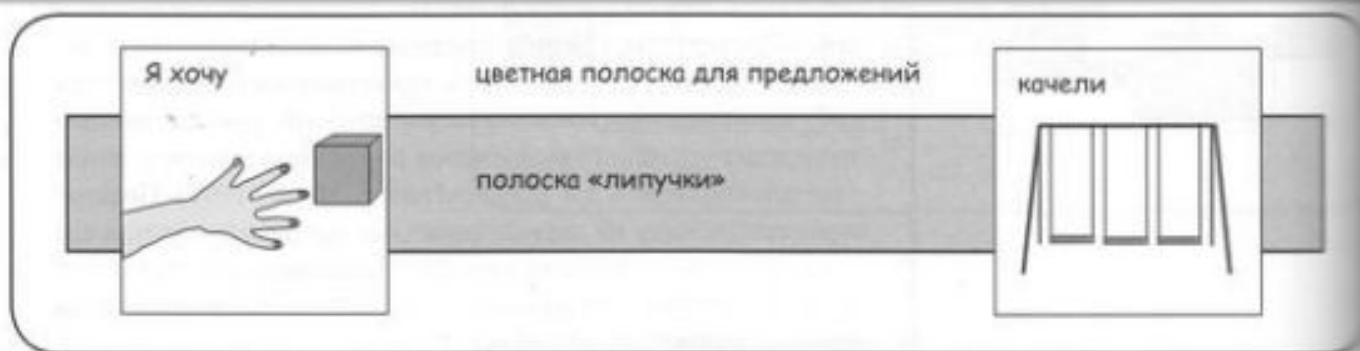 Я хочу
цветная полоска для предложений
качели
полоска «липучки»